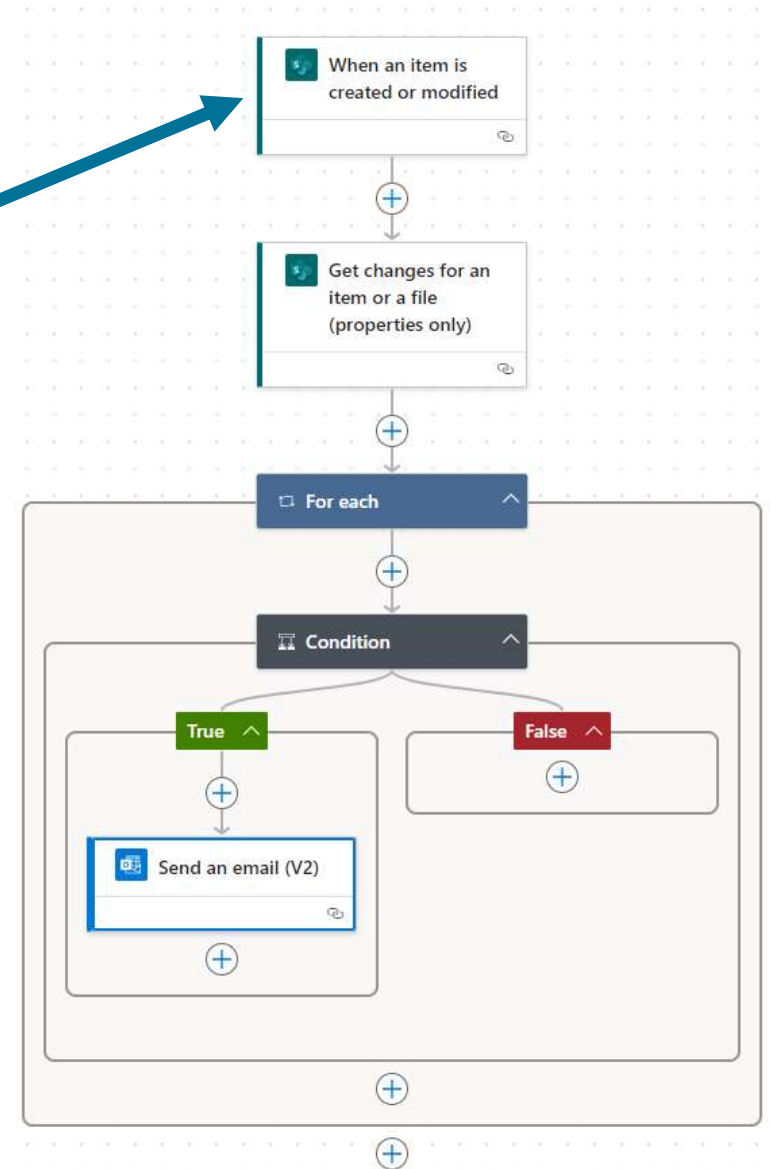 When an item is
created or modified
Get changes for an
item or a file
(properties only)
For each
Condition
True
False
Send an email (V2)